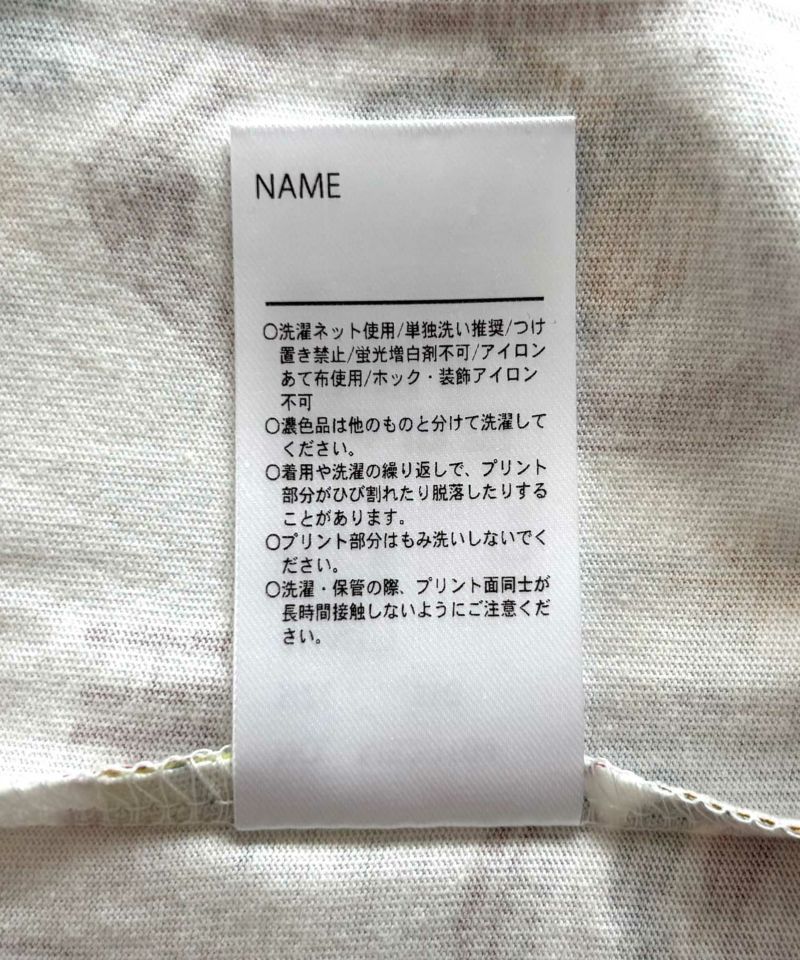 NAME
○洗濯ネット使用/単独洗い推奨/つけ
置き禁止/蛍光増白剤不可/アイロン
あて布使用/ホック・装飾アイロン
不可
○濃色品は他のものと分けて洗濯して
ください。
○着用や洗濯の繰り返しで、プリント
部分がひび割れたり脱落したりする
ことがあります。
○プリント部分はもみ洗いしないでく
ださい。
○洗濯・保管の際、プリント面同士が
長時間接触しないようにご注意くだ
さい。